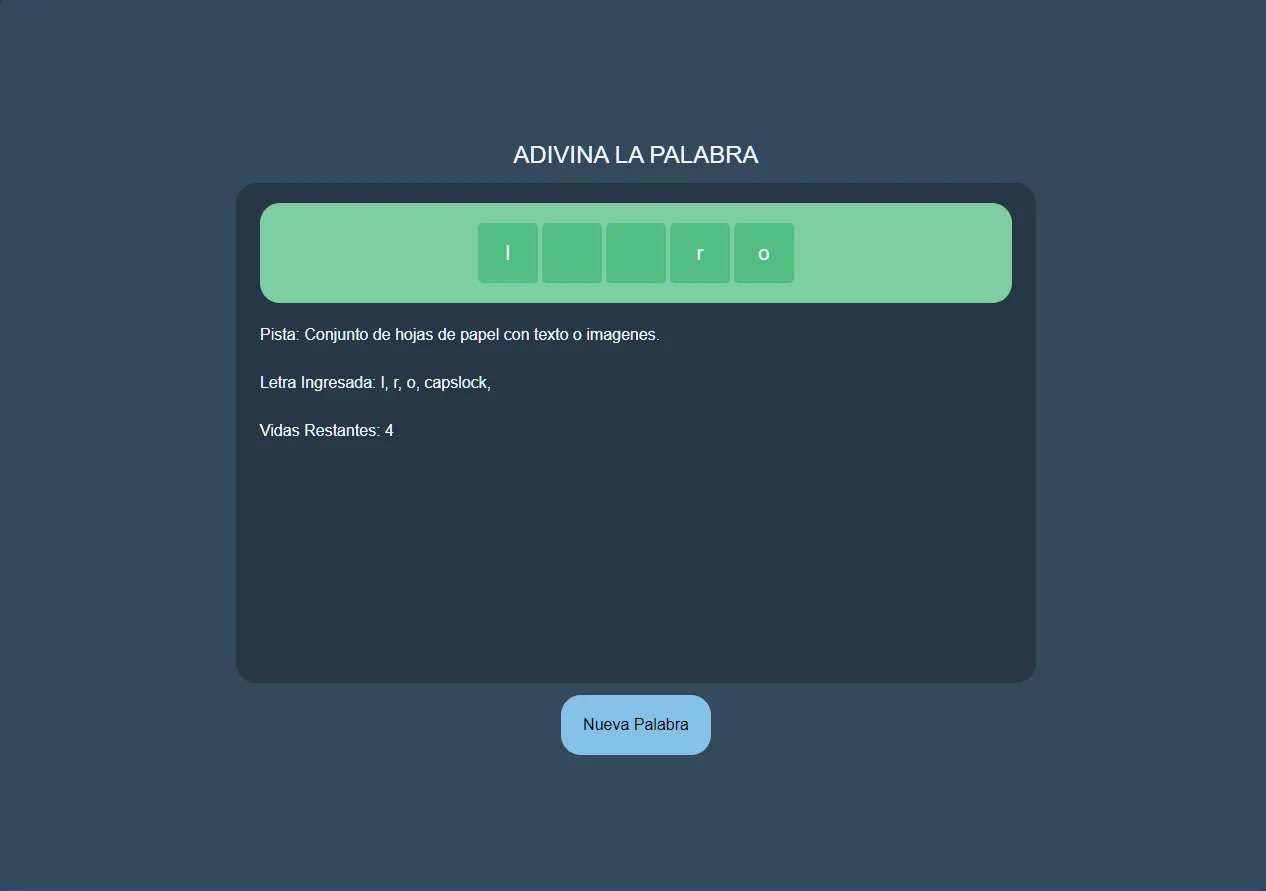 ADIVINA LA PALABRA
l r o
Pista: Conjunto de hojas de papel con texto o imagenes.
Letra Ingresada: l, r, o, capslock,
Vidas Restantes: 4
Nueva Palabra